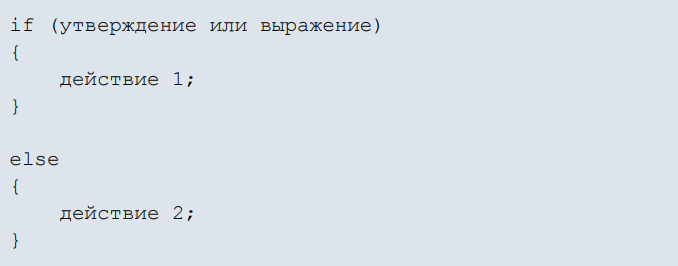 if (утверждение или выражение)
{
    действие 1;
}
else
{
    действие 2;
}